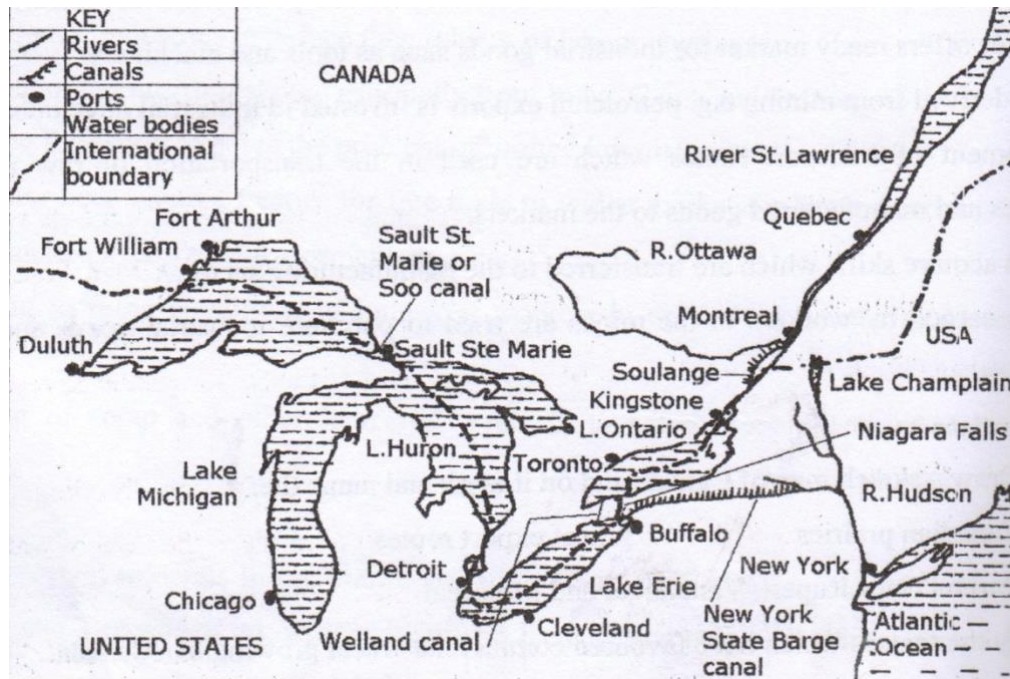 KEY
Rivers
Canals
Ports
Water bodies
International
boundary
CANADA
River St.Lawrence
Fort Arthur
Fort William
Sault St.
Marie or
Soo canal
Quebec
R.Ottawa
Montreal
USA
Duluth
Sault Ste Marie
Soulange
Lake Champlain
Kingstone
L.Ontario
Niagara Falls
L.Huron
Toronto
Lake
Michigan
R.Hudson
Buffalo
Detroit
New York
Lake Erie
Chicago
Welland canal
Cleveland
New York
State Barge
canal
Atlantic
Ocean
UNITED STATES